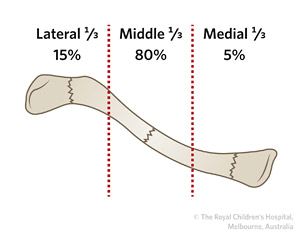 Lateral ⅓ Middle ⅓ Medial ⅓
15% 80% 5%
© The Royal Children's Hospital,
Melbourne, Australia